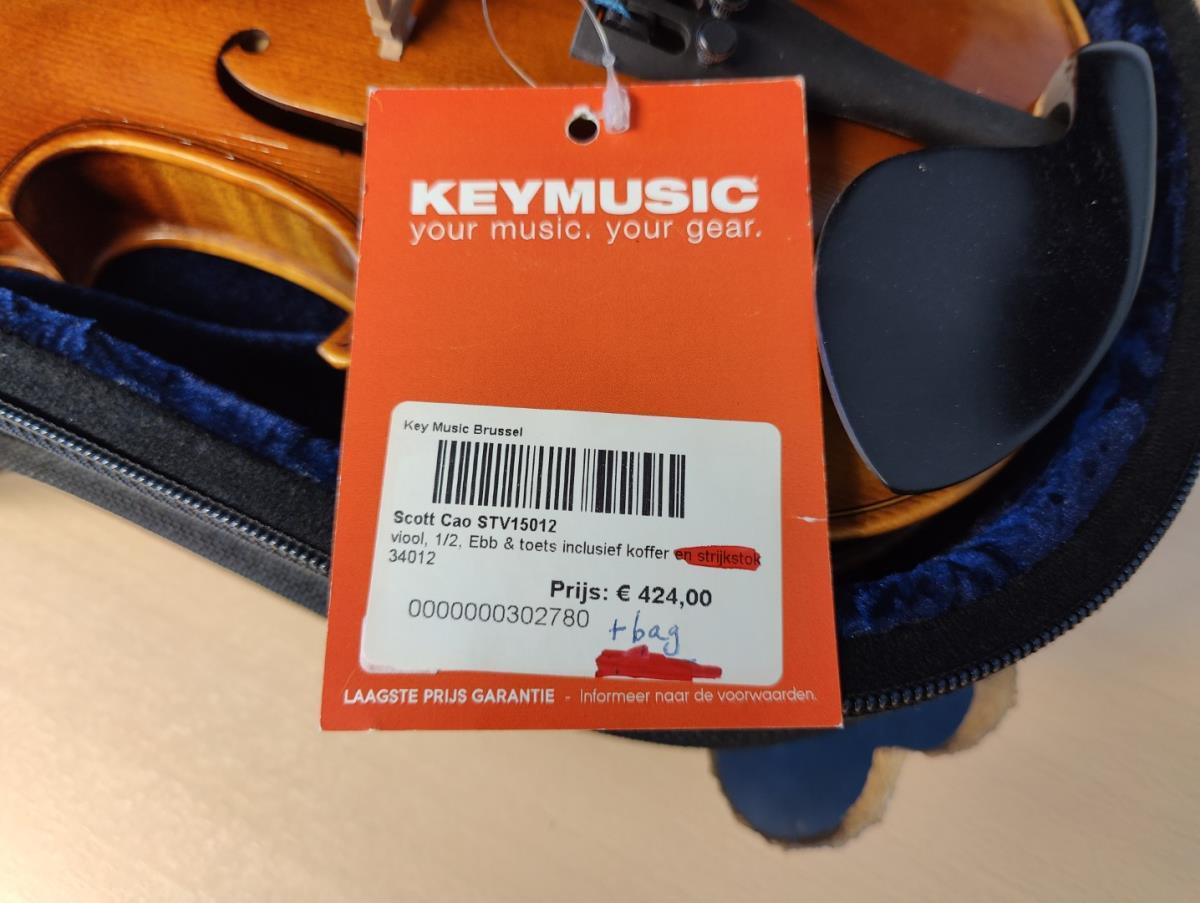 KEYMUSIC
your music. your gear.
Key Music Brussel
Scott Cao STV15012
viool, 1/2, Ebb & toets inclusief koffer en strijkstok
34012
Prijs: € 424,00
0000000302780
+ bag
LAAGSTE PRIJS GARANTIE - Informeer naar de voorwaarden.